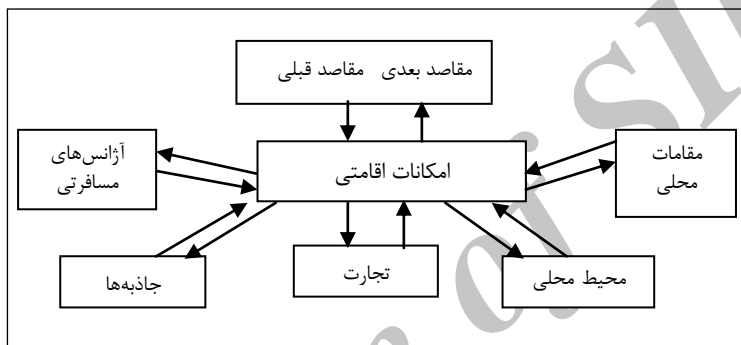 مقاصد بعدی مقاصد قبلی
آژانس‌های
مسافرتی
امکانات اقامتی
مقامات
محلی
جاذبه‌ها
تجارت
محیط محلی